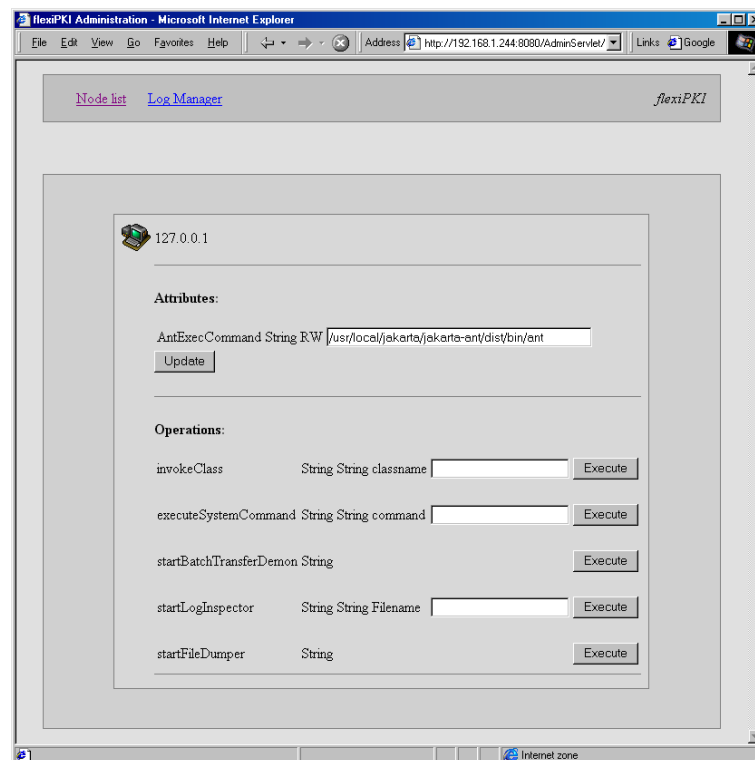 flexiPKI Administration - Microsoft Internet Explorer
File Edit View Go Favorites Help Address http://192.168.1.244:8080/AdminServlet/ Links Google
Node list Log Manager flexiPKI
127.0.0.1
Attributes:
AntExecCommand String RW /usr/local/jakarta/jakarta-ant/dist/bin/ant
Update
Operations:
invokeClass String String classname Execute
executeSystemCommand String String command Execute
startBatchTransferDemon String Execute
startLogInspector String String Filename Execute
startFileDumper String Execute
Internet zone